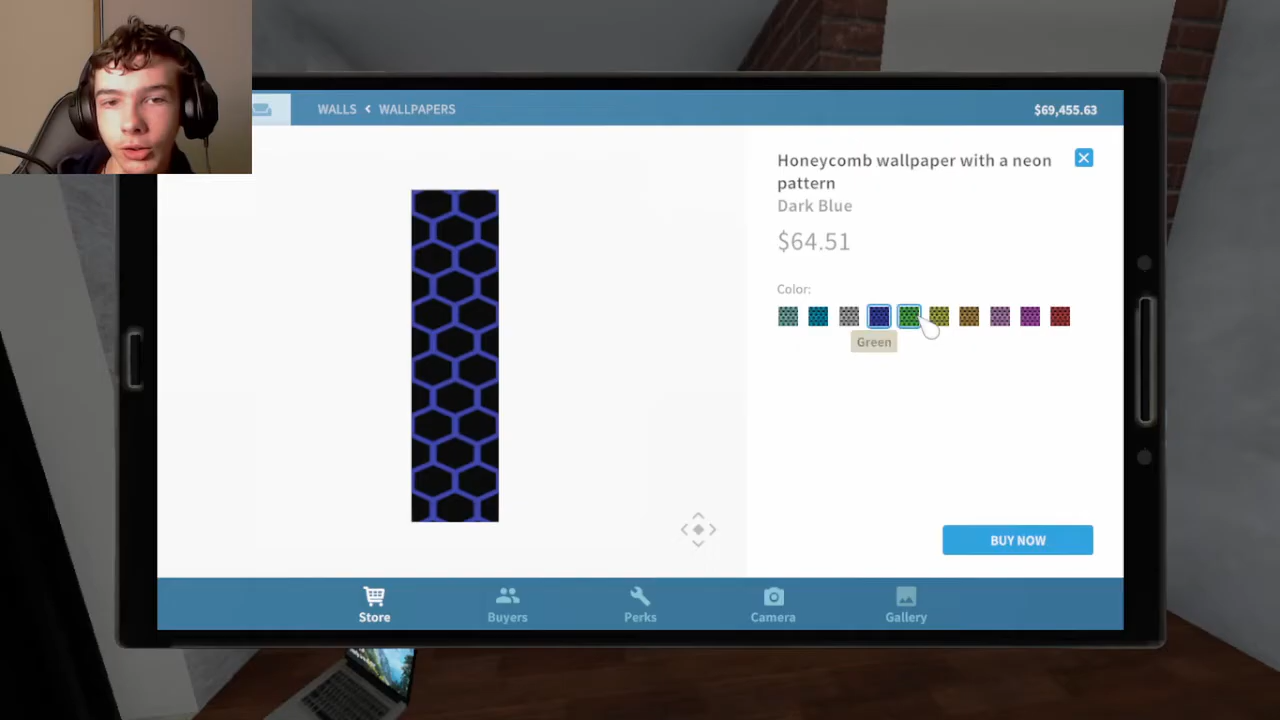 WALLS < WALLPAPERS
$69,455.63
Honeycomb wallpaper with a neon
pattern
Dark Blue
$64.51
Color:
Green
BUY NOW
Store
Buyers
Perks
Camera
Gallery